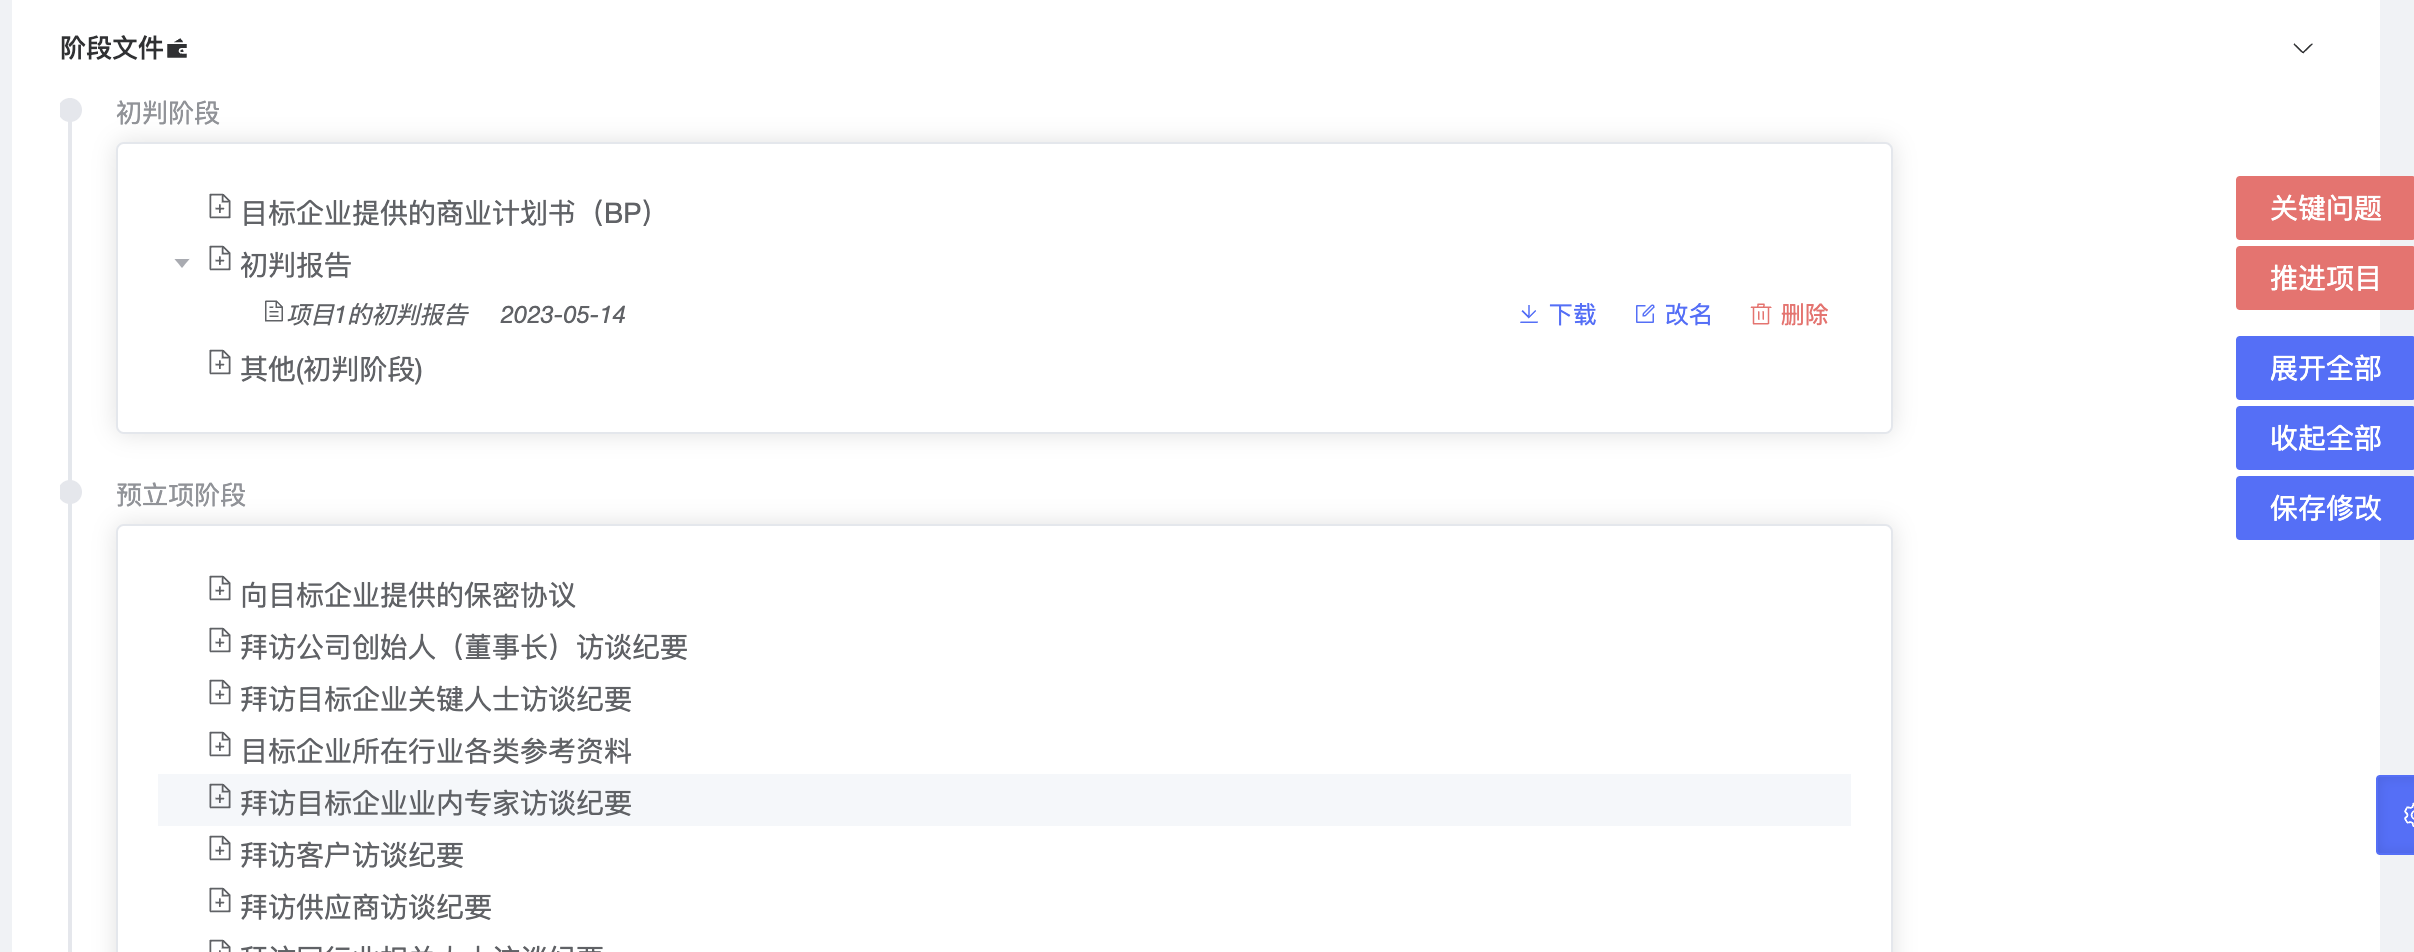 阶段文件
初判阶段
目标企业提供的商业计划书（BP）
初判报告
项目1的初判报告 2023-05-14 下载 改名 删除
其他(初判阶段)
预立项阶段
向目标企业提供的保密协议
拜访公司创始人（董事长）访谈纪要
拜访目标企业关键人士访谈纪要
目标企业所在行业各类参考资料
拜访目标企业业内专家访谈纪要
拜访客户访谈纪要
拜访供应商访谈纪要
关键问题
推进项目
展开全部
收起全部
保存修改